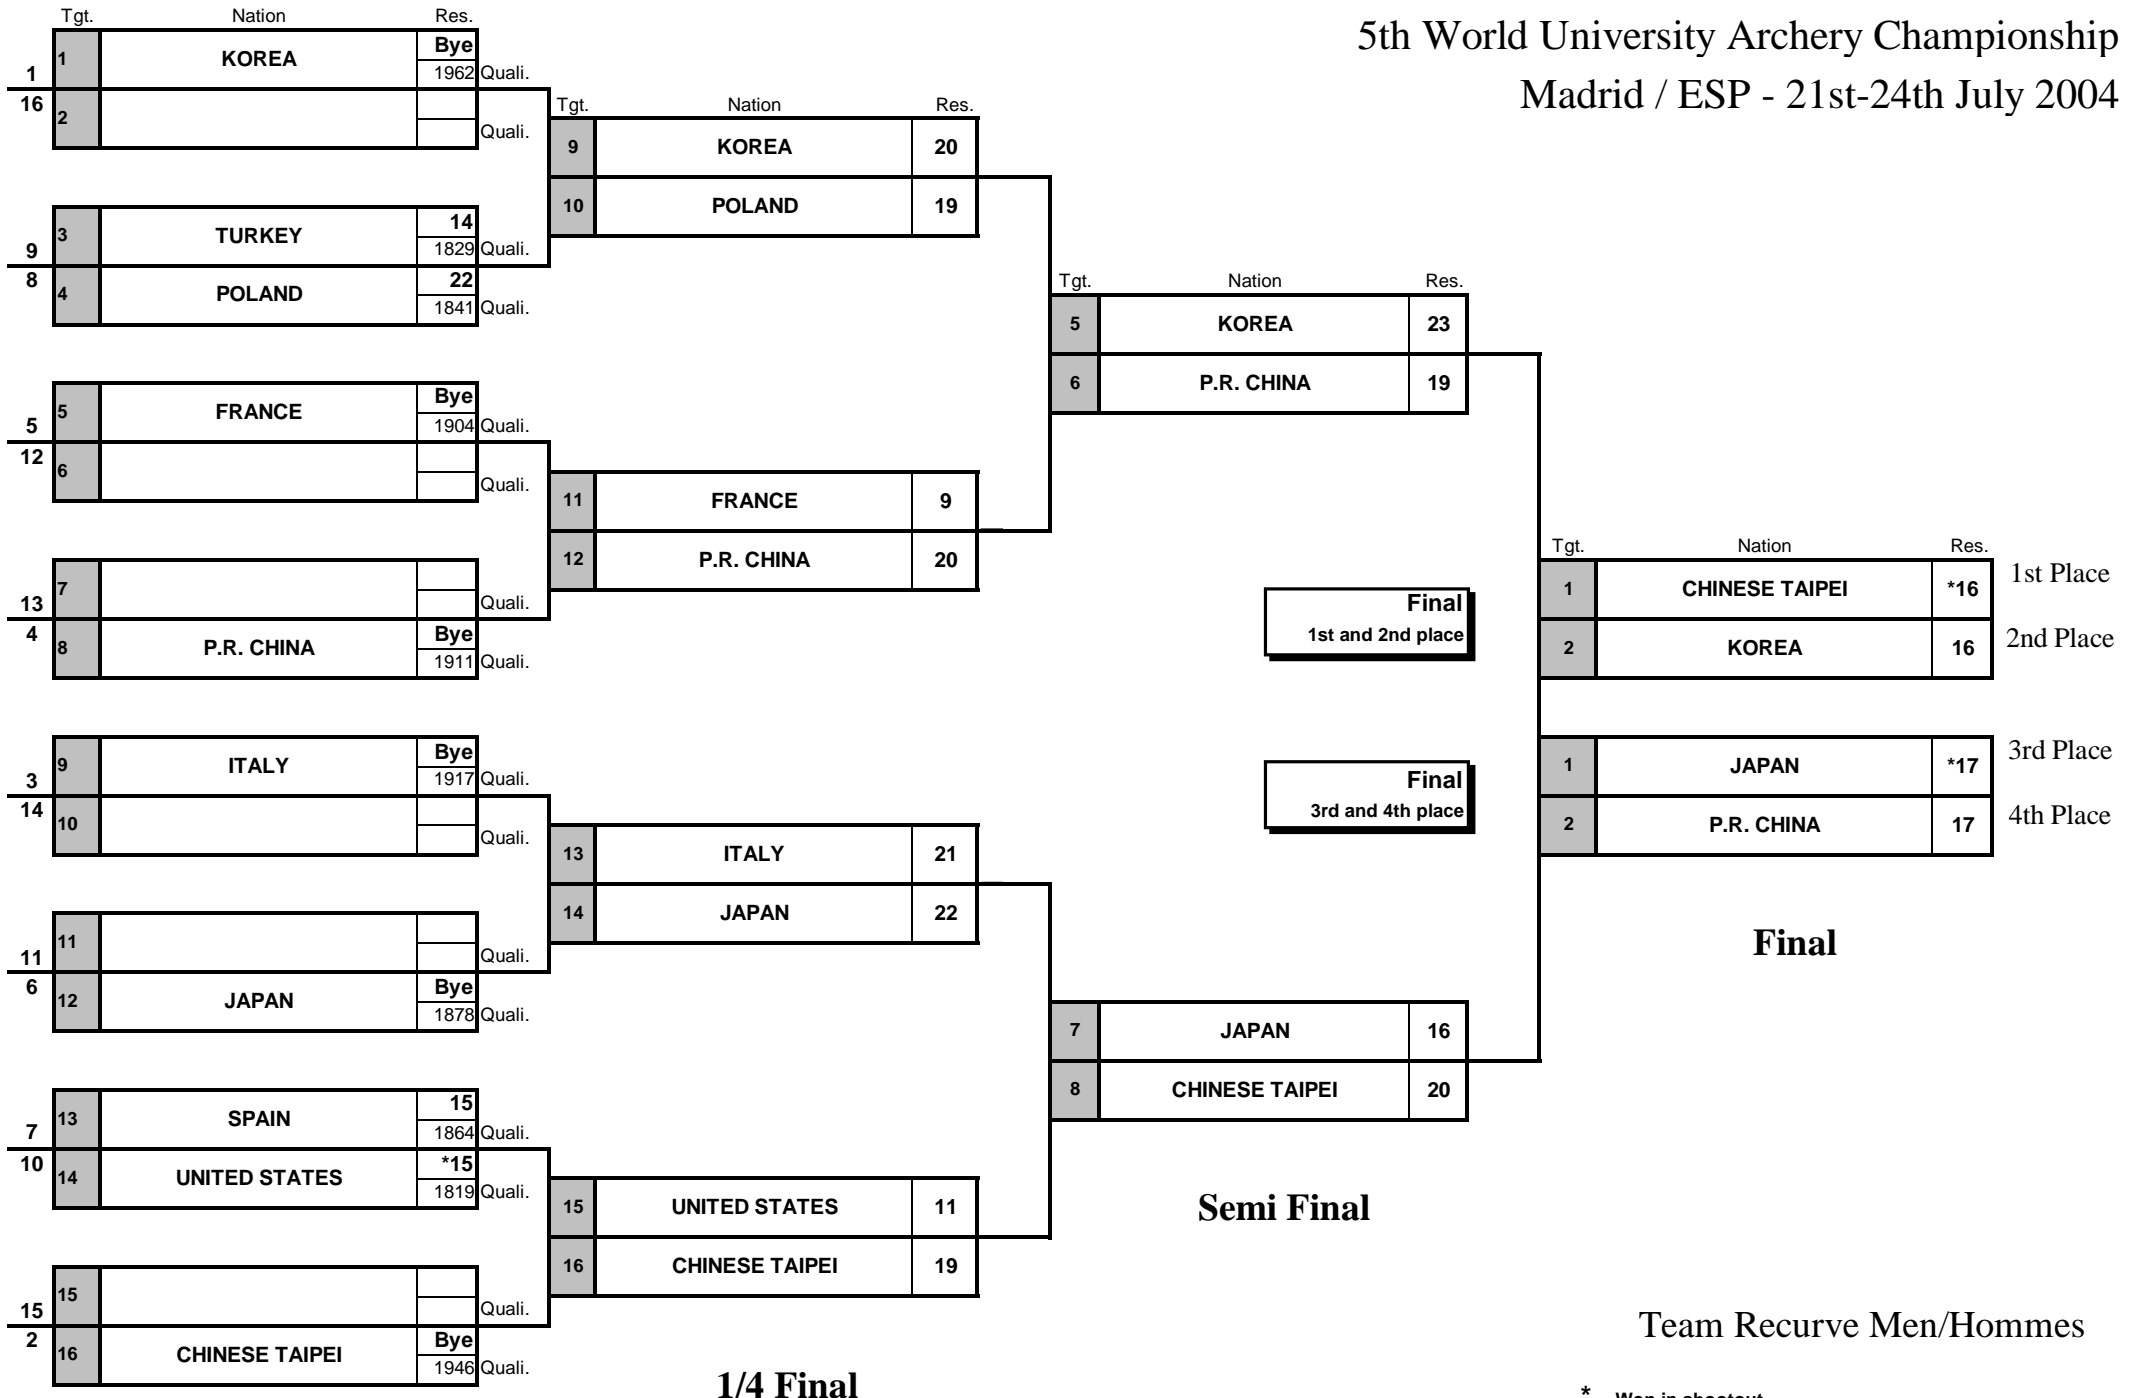 5th World University Archery Championship
Madrid / ESP - 21st-24th July 2004
Tgt. Nation Res.
1 KOREA Bye
1 1962 Quali.
16
2
Quali.
3 TURKEY 14
9 1829 Quali.
8 22
4 POLAND
1841 Quali.
5 FRANCE Bye
5 1904 Quali.
12
6
Quali.
7
13 Quali.
4 Bye
8 P.R. CHINA
1911 Quali.
9 ITALY Bye
3 1917 Quali.
14
10
Quali.
11
11 Quali.
6 Bye
12 JAPAN
1878 Quali.
13 SPAIN 15
7 1864 Quali.
10 *15
14 UNITED STATES
1819 Quali.
15
15 Quali.
2 Bye
16 CHINESE TAIPEI
1946 Quali.
Tgt. Nation Res.
9 KOREA 20
10 POLAND 19
11 FRANCE 9
12 P.R. CHINA 20
13 ITALY 21
14 JAPAN 22
15 UNITED STATES 11
16 CHINESE TAIPEI 19
1/4 Final
Tgt. Nation Res.
5 KOREA 23
6 P.R. CHINA 19
7 JAPAN 16
8 CHINESE TAIPEI 20
Semi Final
Final
1st and 2nd place
Tgt. Nation Res.
1 CHINESE TAIPEI *16 1st Place
2 KOREA 16 2nd Place
Final
3rd and 4th place
1 JAPAN *17 3rd Place
2 P.R. CHINA 17 4th Place
Final
Team Recurve Men/Hommes
* Won in shootout